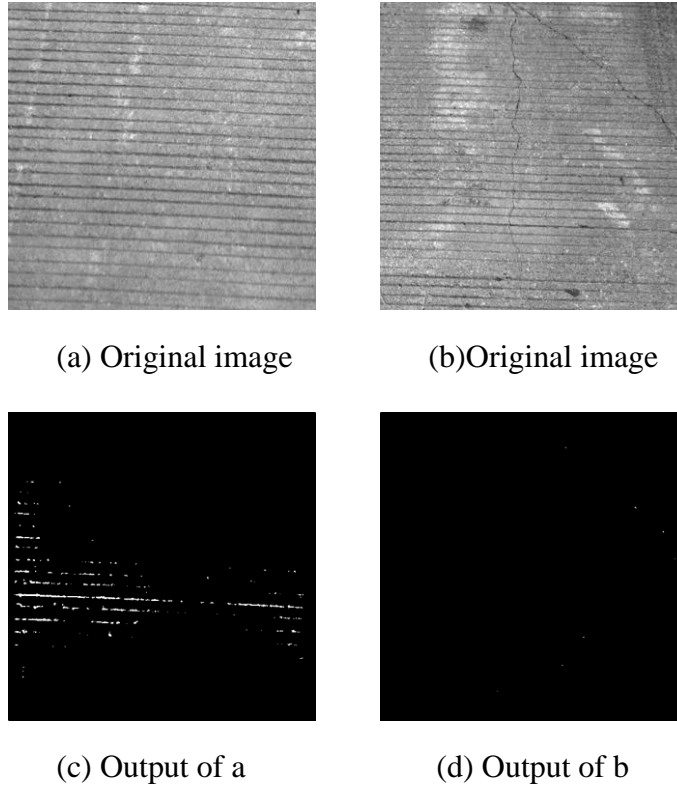 (a) Original image
(b)Original image
(c) Output of a
(d) Output of b